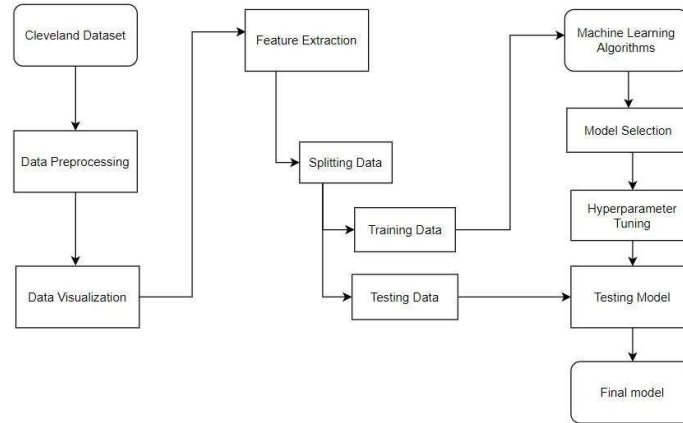 Cleveland Dataset
Data Preprocessing
Data Visualization
Feature Extraction
Splitting Data
Training Data
Testing Data
Machine Learning
Algorithms
Model Selection
Hyperparameter
Tuning
Testing Model
Final model